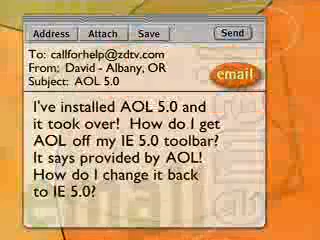 Address Attach Save Send
To: callforhelp@zdtv.com
From: David - Albany, OR
Subject: AOL 5.0
email
I've installed AOL 5.0 and
it took over! How do I get
AOL off my IE 5.0 toolbar?
It says provided by AOL!
How do I change it back
to IE 5.0?
email